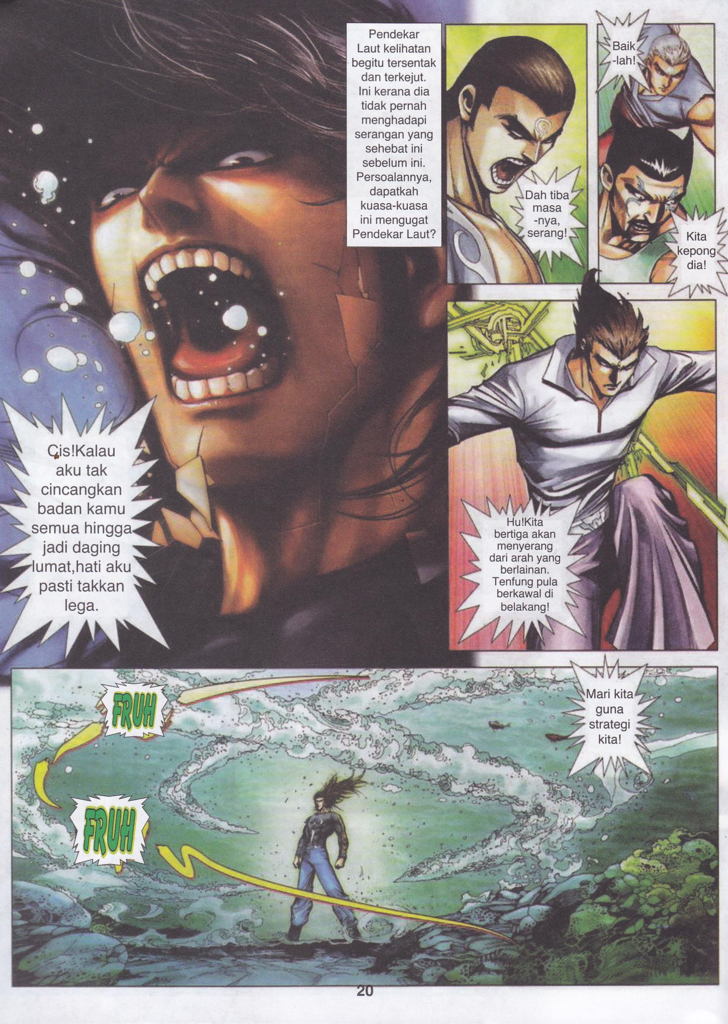 Pendekar
Laut kelihatan
begitu tersentak
dan terkejut.
Ini kerana dia
tidak pernah
menghadapi
serangan yang
sehebat ini
sebelum ini.
Persoalannya,
dapatkah
kuasa-kuasa
ini mengugat
Pendekar Laut?
Dah tiba
masa
-nya,
serang!
Baik
-lah!
Kita
kepong
dia!
Cis!Kalau
aku tak
cincangkan
badan kamu
semua hingga
jadi daging
lumat,hati aku
pasti takkan
lega.
Hu!Kita
bertiga akan
menyerang
dari arah yang
berlainan.
Tenfung pula
berkawal di
belakang!
FRUH
FRUH
Mari kita
guna
strategi
kita!
20